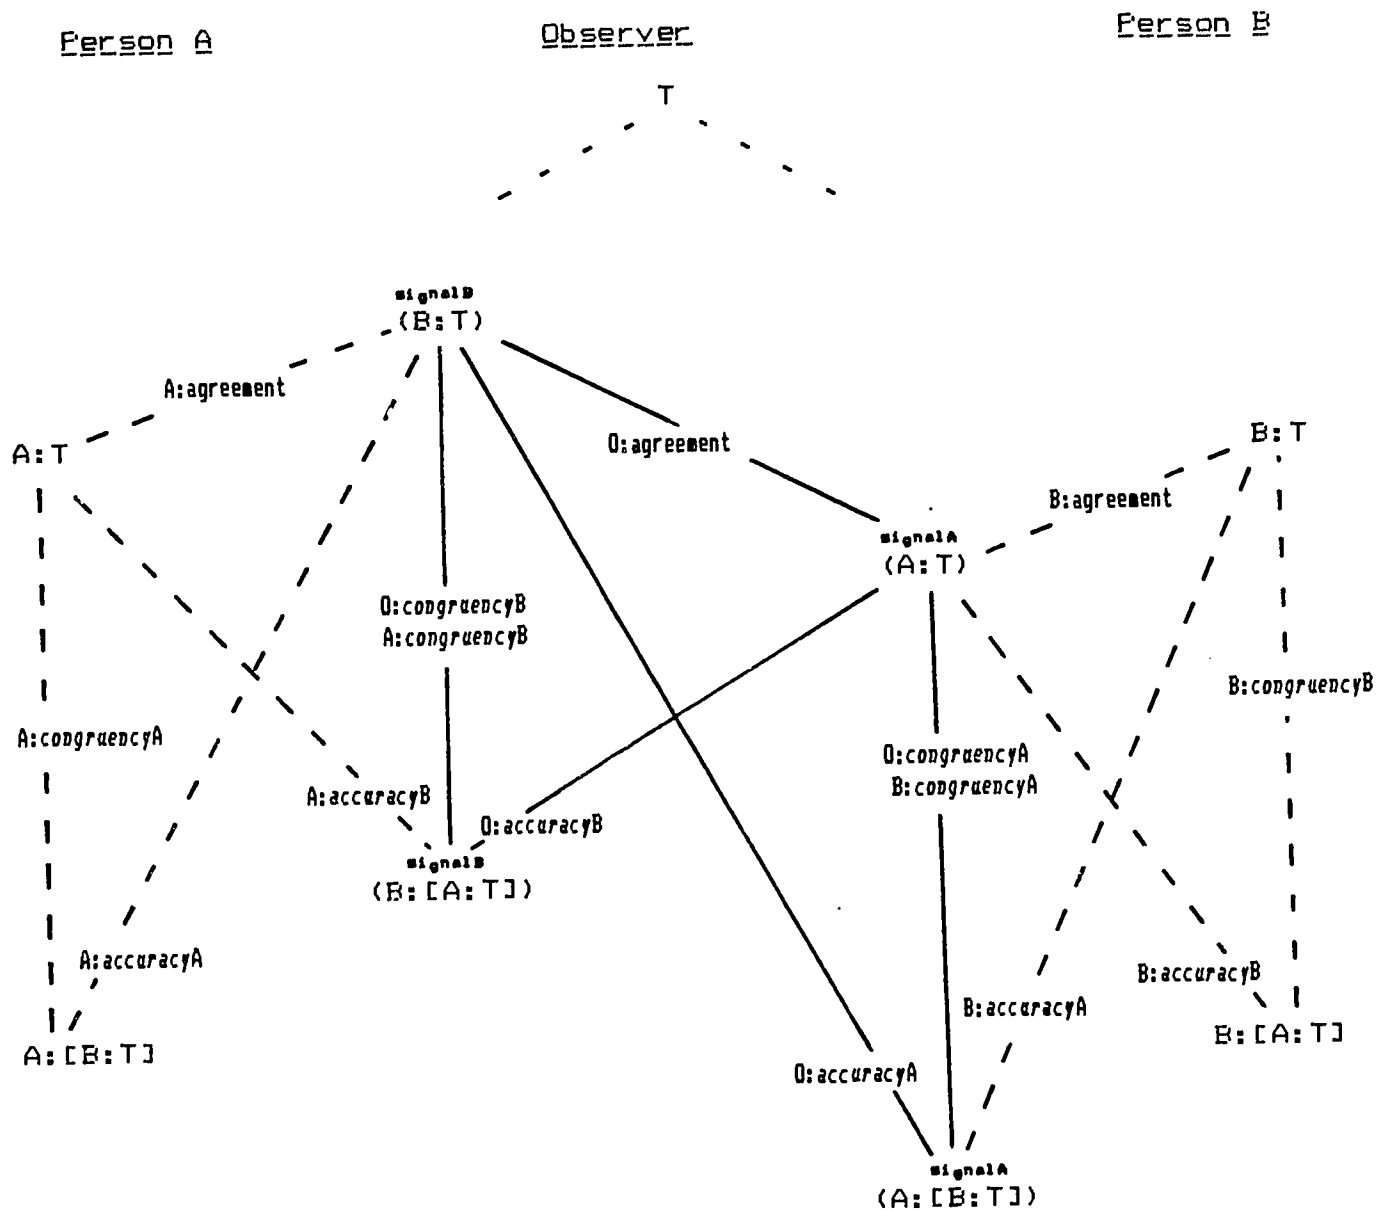 Person A
Observer
Person B
T
signalB
(B:T)
A:agreement
O:agreement
A:T
B:T
B:agreement
signalA
(A:T)
O:congruencyB
A:congruencyB
B:congruencyB
A:congruencyA
O:congruencyA
B:congruencyA
A:accuracyB
O:accuracyB
signalB
(B:[A:T])
A:accuracyA
B:accuracyB
B:accuracyA
B:[A:T]
A:[B:T]
O:accuracyA
signalA
(A:[B:T])